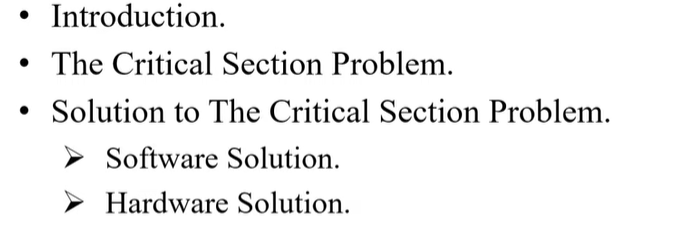 • Introduction.
• The Critical Section Problem.
• Solution to The Critical Section Problem.
➢ Software Solution.
➢ Hardware Solution.